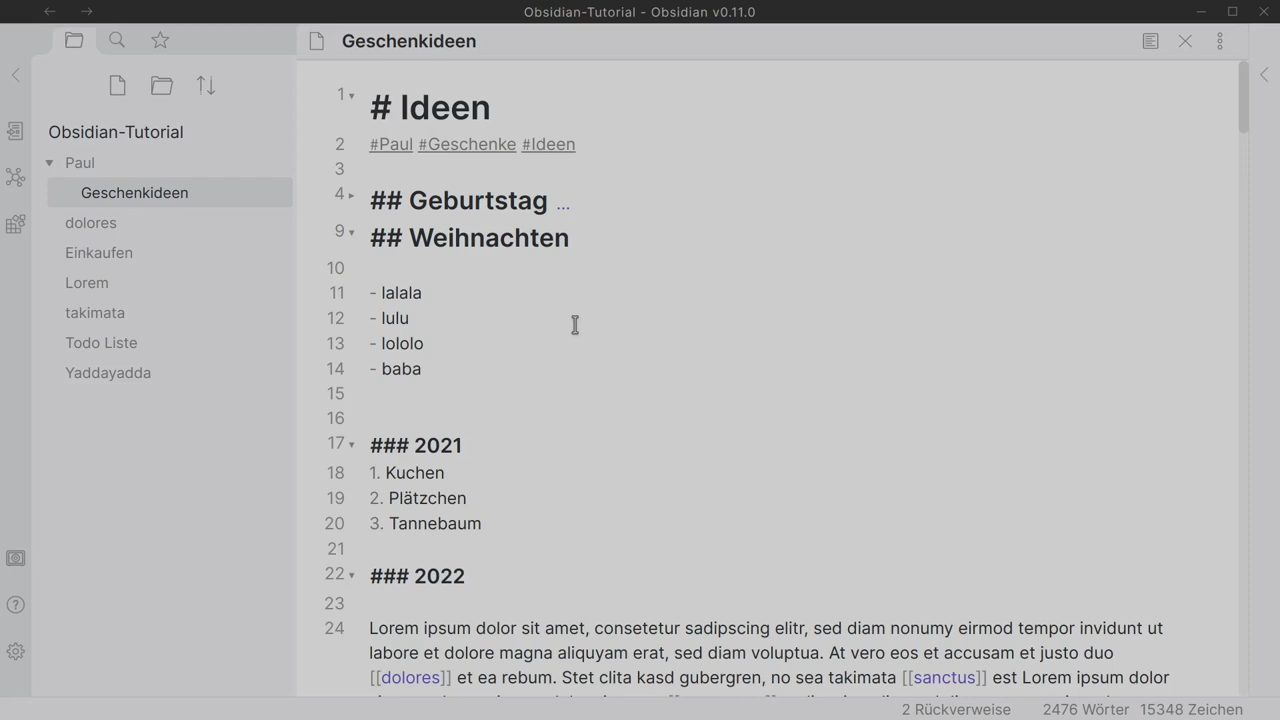 Obsidian-Tutorial - Obsidian v0.11.0
Geschenkideen
Obsidian-Tutorial
Paul
Geschenkideen
dolores
Einkaufen
Lorem
takimata
Todo Liste
Yaddayadda
1 # Ideen
2 #Paul #Geschenke #Ideen
3
4 ## Geburtstag ...
9 ## Weihnachten
10
11 - lalala
12 - lulu
13 - lololo
14 - baba
15
16
17 ### 2021
18 1. Kuchen
19 2. Plätzchen
20 3. Tannebaum
21
22 ### 2022
23
24 Lorem ipsum dolor sit amet, consetetur sadipscing elitr, sed diam nonumy eirmod tempor invidunt ut
labore et dolore magna aliquyam erat, sed diam voluptua. At vero eos et accusam et justo duo
[[dolores]] et ea rebum. Stet clita kasd gubergren, no sea takimata [[sanctus]] est Lorem ipsum dolor
2 Rückverweise 2476 Wörter 15348 Zeichen